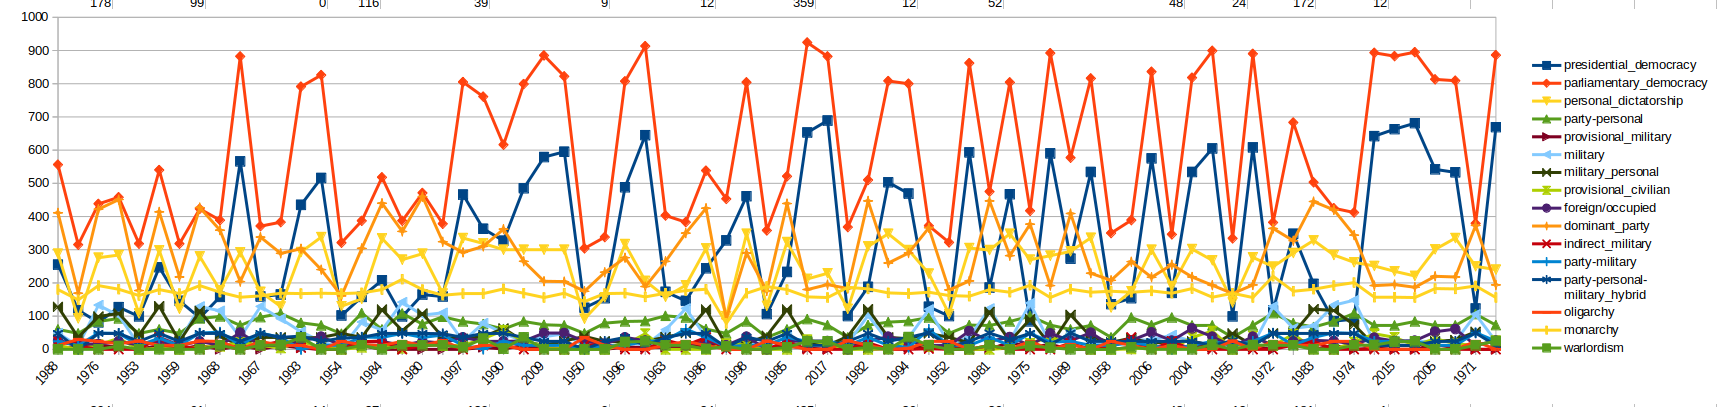 178 99 0 116 39 9 12 359 12 52 48 24 172 12
1000
900
800
700
600
500
400
300
200
100
0
1988 1976 1953 1959 1968 1967 1993 1954 1984 1980 1997 1990 2009 1950 1996 1963 1986 1998 1985 2017 1982 1994 1952 1981 1975 1989 1958 2006 2004 1955 1972 1983 1974 2015 2005 1971
presidential_democracy
parliamentary_democracy
personal_dictatorship
party-personal
provisional_military
military
military_personal
provisional_civilian
foreign/occupied
dominant_party
indirect_military
party-military
party-personal-
military_hybrid
oligarchy
monarchy
warlordism